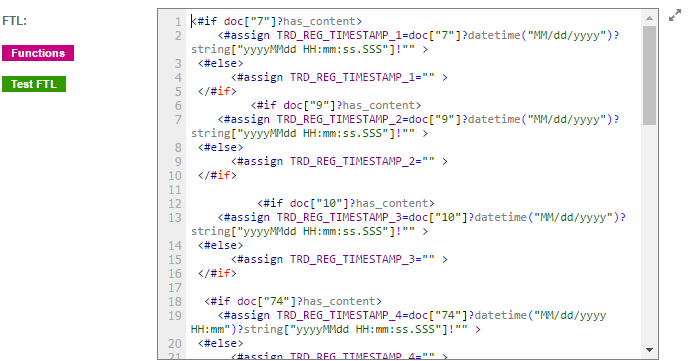 FTL:
Functions
Test FTL
1 <#if doc["7"]?has_content>
2 <#assign TRD_REG_TIMESTAMP_1=doc["7"]?datetime("MM/dd/yyyy")?
string["yyyyMMdd HH:mm:ss.SSS"]!"" >
3 <#else>
4 <#assign TRD_REG_TIMESTAMP_1="" >
5 </#if>
6 <#if doc["9"]?has_content>
7 <#assign TRD_REG_TIMESTAMP_2=doc["9"]?datetime("MM/dd/yyyy")?
string["yyyyMMdd HH:mm:ss.SSS"]!"" >
8 <#else>
9 <#assign TRD_REG_TIMESTAMP_2="" >
10 </#if>
11
12 <#if doc["10"]?has_content>
13 <#assign TRD_REG_TIMESTAMP_3=doc["10"]?datetime("MM/dd/yyyy")?
string["yyyyMMdd HH:mm:ss.SSS"]!"" >
14 <#else>
15 <#assign TRD_REG_TIMESTAMP_3="" >
16 </#if>
17
18 <#if doc["74"]?has_content>
19 <#assign TRD_REG_TIMESTAMP_4=doc["74"]?datetime("MM/dd/yyyy
HH:mm")?string["yyyyMMdd HH:mm:ss.SSS"]!"" >
20 <#else>
21 <#assign TRD_REG_TIMESTAMP_4="" >